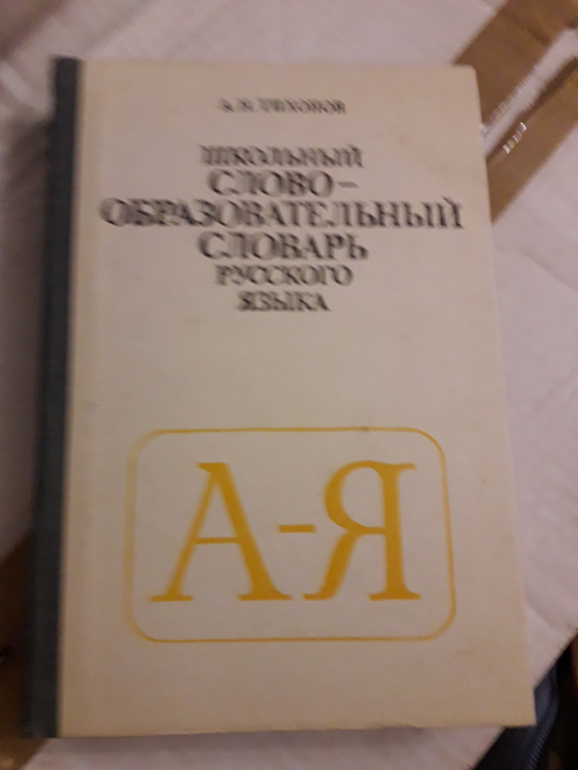 А. Н. ТИХОНОВ
ШКОЛЬНЫЙ
СЛОВО-
ОБРАЗОВАТЕЛЬНЫЙ
СЛОВАРЬ
РУССКОГО
ЯЗЫКА
А-Я